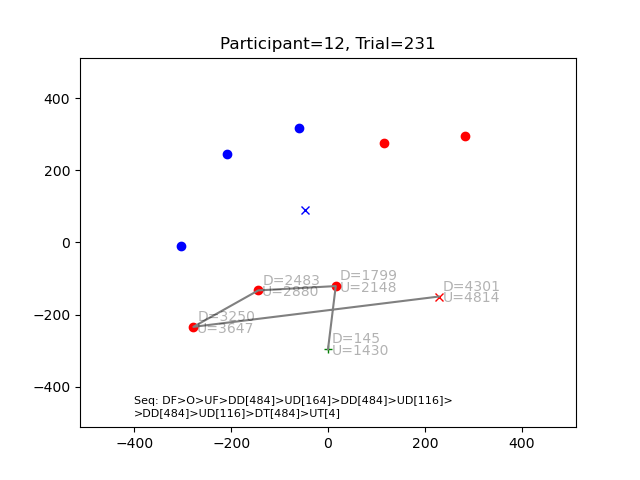 Participant=12, Trial=231
400
200
0
−200
−400
D=2483
U=2880
D=1799
U=2148
D=3250
U=3647
D=4301
U=4814
D=145
U=1430
Seq: DF>O>UF>DD[484]>UD[164]>DD[484]>UD[116]>
>DD[484]>UD[116]>DT[484]>UT[4]
−400 −200 0 200 400